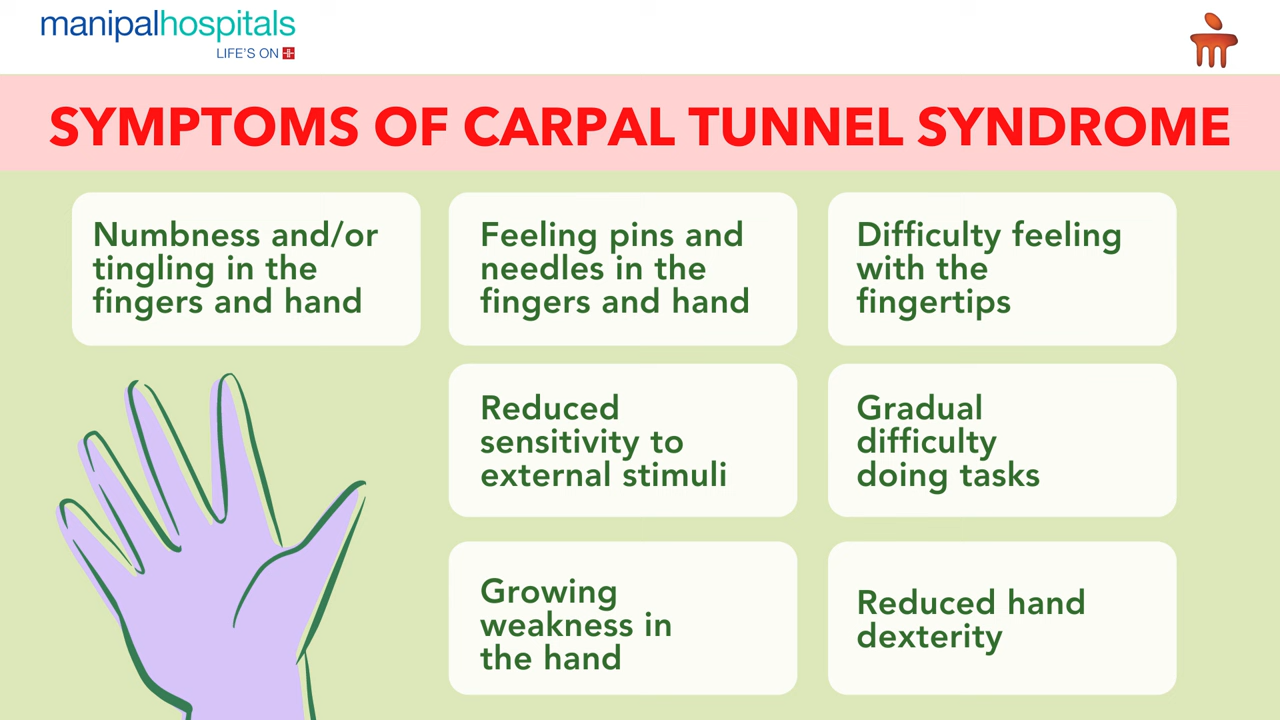 manipalhospitals
LIFE'S ON
SYMPTOMS OF CARPAL TUNNEL SYNDROME
Numbness and/or
tingling in the
fingers and hand
Feeling pins and
needles in the
fingers and hand
Difficulty feeling
with the
fingertips
Reduced
sensitivity to
external stimuli
Gradual
difficulty
doing tasks
Growing
weakness in
the hand
Reduced hand
dexterity